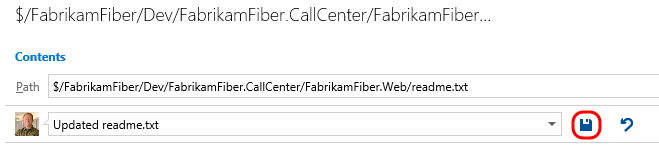 $/FabrikamFiber/Dev/FabrikamFiber.CallCenter/FabrikamFiber...
Contents
Path $/FabrikamFiber/Dev/FabrikamFiber.CallCenter/FabrikamFiber.Web/readme.txt
Updated readme.txt